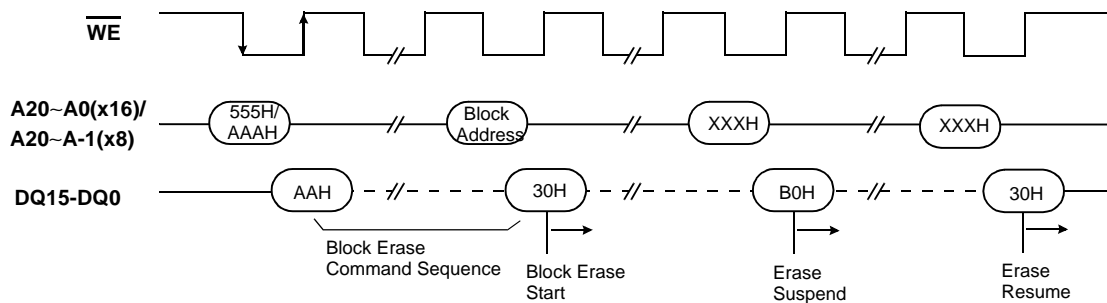 WE
A20~A0(x16)/
A20~A-1(x8)
555H/
AAAH
Block
Address
XXXH
XXXH
DQ15-DQ0
AAH
30H
B0H
30H
Block Erase
Command Sequence
Block Erase
Start
Erase
Suspend
Erase
Resume